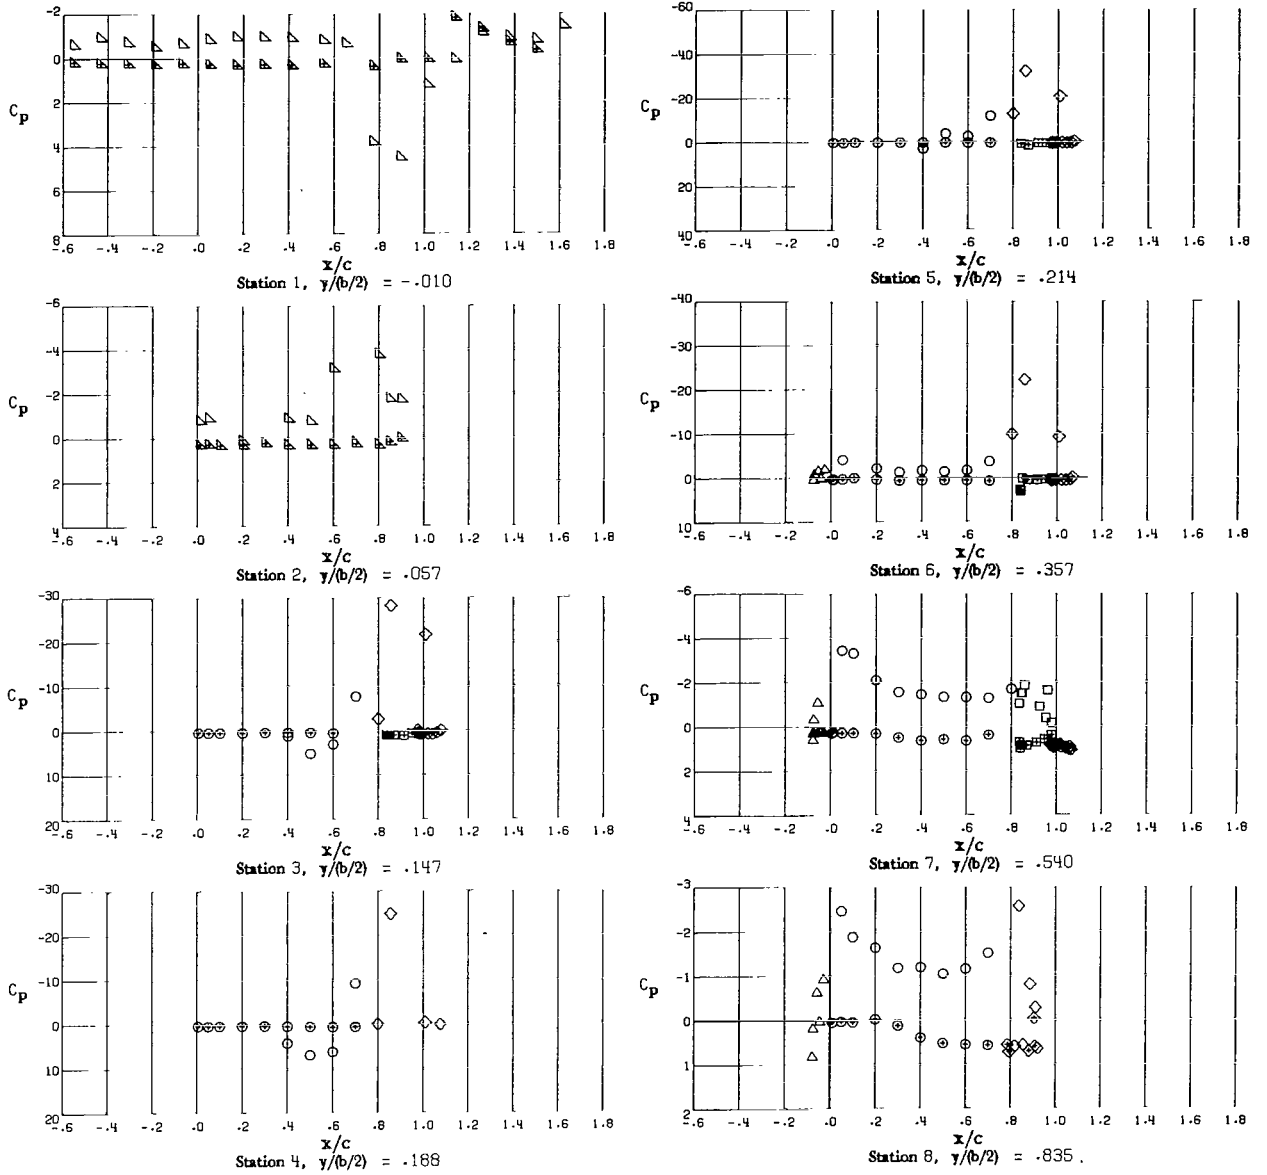 -2
0
2
4
6
8
Cp
-.6 -.4 -.2 .0 .2 .4 .6 .8 1.0 1.2 1.4 1.6 1.8
x/c
Station 1, y/(b/2) = -.010
-6
-4
-2
0
2
4
Cp
-.6 -.4 -.2 .0 .2 .4 .6 .8 1.0 1.2 1.4 1.6 1.8
x/c
Station 2, y/(b/2) = .057
-30
-20
-10
0
10
20
Cp
-.6 -.4 -.2 .0 .2 .4 .6 .8 1.0 1.2 1.4 1.6 1.8
x/c
Station 3, y/(b/2) = .147
-30
-20
-10
0
10
20
Cp
-.6 -.4 -.2 .0 .2 .4 .6 .8 1.0 1.2 1.4 1.6 1.8
x/c
Station 4, y/(b/2) = .188
-60
-40
-20
0
20
40
Cp
-.6 -.4 -.2 .0 .2 .4 .6 .8 1.0 1.2 1.4 1.6 1.8
x/c
Station 5, y/(b/2) = .214
-40
-30
-20
-10
0
10
Cp
-.6 -.4 -.2 .0 .2 .4 .6 .8 1.0 1.2 1.4 1.6 1.8
x/c
Station 6, y/(b/2) = .357
-6
-4
-2
0
2
4
Cp
-.6 -.4 -.2 .0 .2 .4 .6 .8 1.0 1.2 1.4 1.6 1.8
x/c
Station 7, y/(b/2) = .540
-3
-2
-1
0
1
2
Cp
-.6 -.4 -.2 .0 .2 .4 .6 .8 1.0 1.2 1.4 1.6 1.8
x/c
Station 8, y/(b/2) = .835